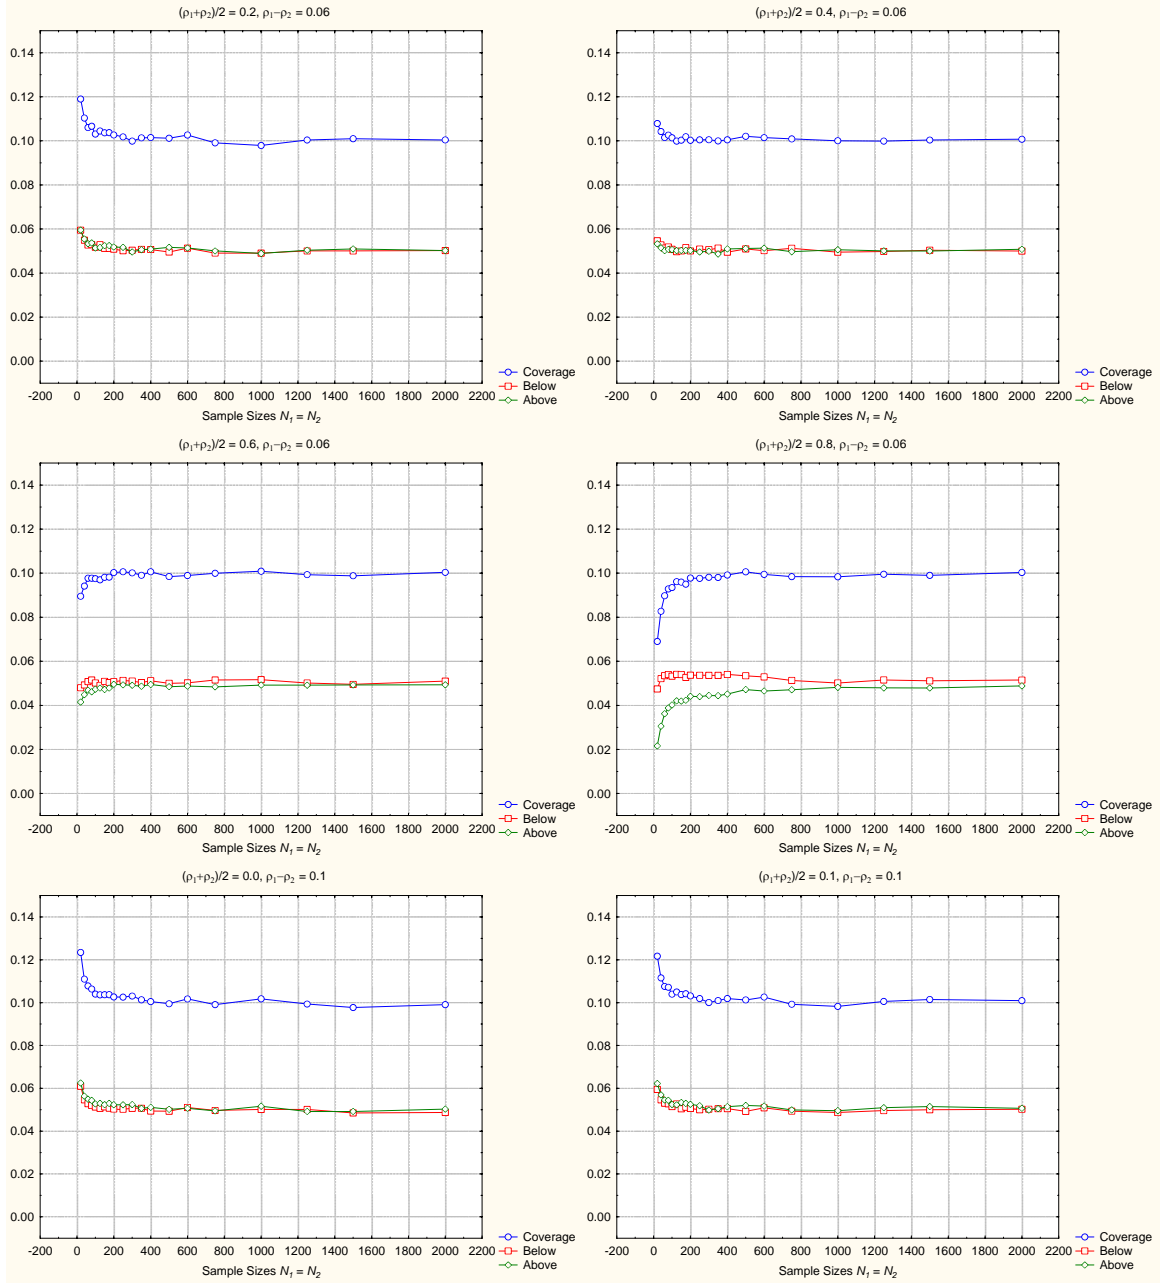 (ρ₁+ρ₂)/2 = 0.2, ρ₁−ρ₂ = 0.06
0.14
0.12
0.10
0.08
0.06
0.04
0.02
0.00
-200 0 200 400 600 800 1000 1200 1400 1600 1800 2000 2200
Sample Sizes N₁ = N₂
Coverage
Below
Above
(ρ₁+ρ₂)/2 = 0.4, ρ₁−ρ₂ = 0.06
0.14
0.12
0.10
0.08
0.06
0.04
0.02
0.00
-200 0 200 400 600 800 1000 1200 1400 1600 1800 2000 2200
Sample Sizes N₁ = N₂
Coverage
Below
Above
(ρ₁+ρ₂)/2 = 0.6, ρ₁−ρ₂ = 0.06
0.14
0.12
0.10
0.08
0.06
0.04
0.02
0.00
-200 0 200 400 600 800 1000 1200 1400 1600 1800 2000 2200
Sample Sizes N₁ = N₂
Coverage
Below
Above
(ρ₁+ρ₂)/2 = 0.8, ρ₁−ρ₂ = 0.06
0.14
0.12
0.10
0.08
0.06
0.04
0.02
0.00
-200 0 200 400 600 800 1000 1200 1400 1600 1800 2000 2200
Sample Sizes N₁ = N₂
Coverage
Below
Above
(ρ₁+ρ₂)/2 = 0.0, ρ₁−ρ₂ = 0.1
0.14
0.12
0.10
0.08
0.06
0.04
0.02
0.00
-200 0 200 400 600 800 1000 1200 1400 1600 1800 2000 2200
Sample Sizes N₁ = N₂
Coverage
Below
Above
(ρ₁+ρ₂)/2 = 0.1, ρ₁−ρ₂ = 0.1
0.14
0.12
0.10
0.08
0.06
0.04
0.02
0.00
-200 0 200 400 600 800 1000 1200 1400 1600 1800 2000 2200
Sample Sizes N₁ = N₂
Coverage
Below
Above